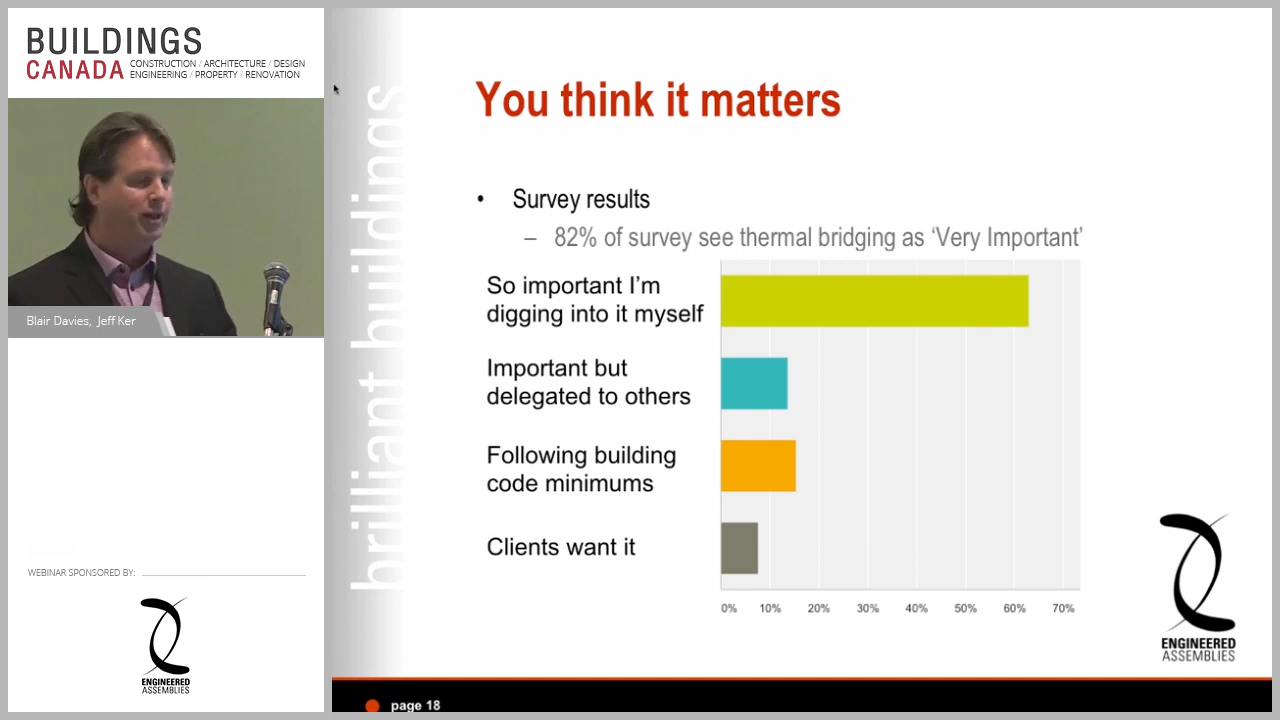 BUILDINGS
CANADA
CONSTRUCTION / ARCHITECTURE / DESIGN
ENGINEERING / PROPERTY / RENOVATION
Blair Davies, Jeff Ker
WEBINAR SPONSORED BY:
ENGINEERED
ASSEMBLIES
brilliant buildings
You think it matters
• Survey results
– 82% of survey see thermal bridging as ‘Very Important’
So important I’m
digging into it myself
Important but
delegated to others
Following building
code minimums
Clients want it
0% 10% 20% 30% 40% 50% 60% 70%
ENGINEERED
ASSEMBLIES
page 18